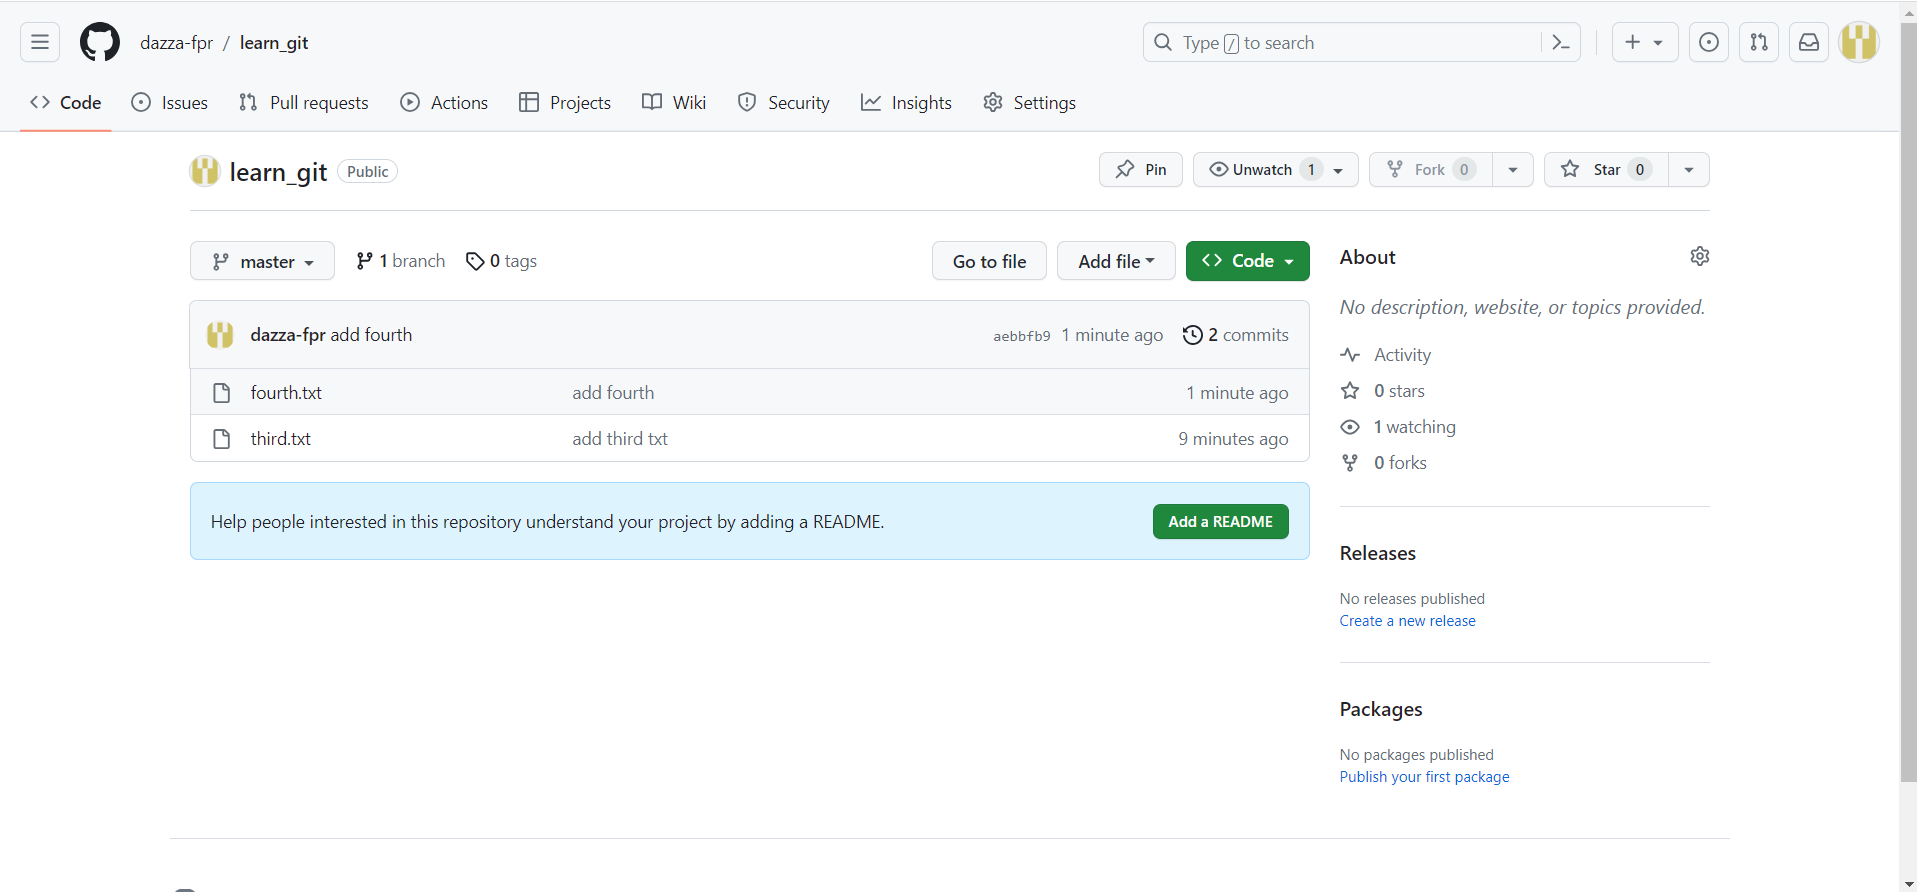 dazza-fpr / learn_git
Type / to search
Code Issues Pull requests Actions Projects Wiki Security Insights Settings
learn_git Public
Pin Unwatch 1 Fork 0 Star 0
master 1 branch 0 tags Go to file Add file Code
dazza-fpr add fourth aebbfb9 1 minute ago 2 commits
fourth.txt add fourth 1 minute ago
third.txt add third txt 9 minutes ago
Help people interested in this repository understand your project by adding a README. Add a README
About
No description, website, or topics provided.
Activity
0 stars
1 watching
0 forks
Releases
No releases published
Create a new release
Packages
No packages published
Publish your first package